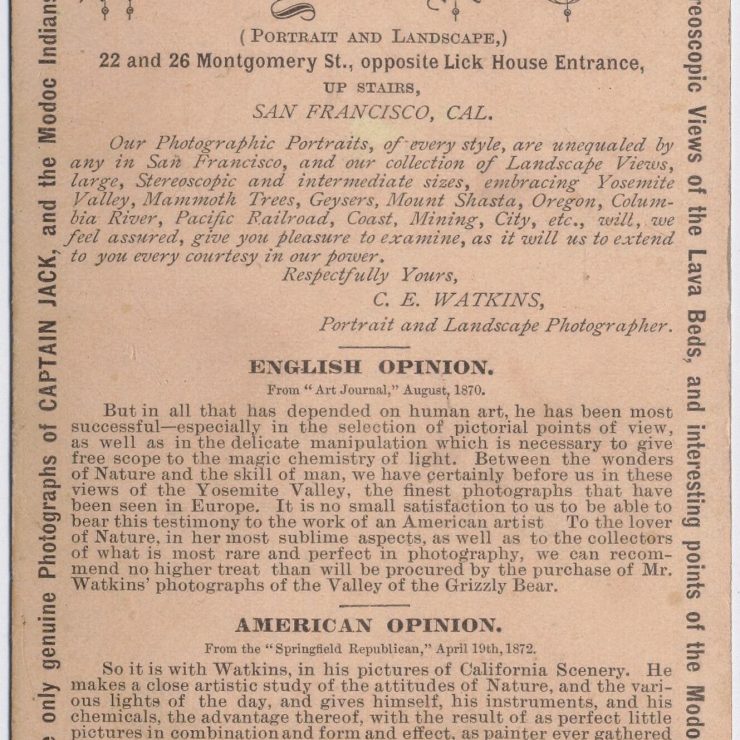 (PORTRAIT AND LANDSCAPE,)
22 and 26 Montgomery St., opposite Lick House Entrance,
UP STAIRS,
SAN FRANCISCO, CAL.
Our Photographic Portraits, of every style, are unequaled by
any in San Francisco, and our collection of Landscape Views,
large, Stereoscopic and intermediate sizes, embracing Yosemite
Valley, Mammoth Trees, Geysers, Mount Shasta, Oregon, Colum-
bia River, Pacific Railroad, Coast, Mining, City, etc., will, we
feel assured, give you pleasure to examine, as it will us to extend
to you every courtesy in our power.
Respectfully Yours,
C. E. WATKINS,
Portrait and Landscape Photographer.
ENGLISH OPINION.
From "Art Journal," August, 1870.
But in all that has depended on human art, he has been most
successful—especially in the selection of pictorial points of view,
as well as in the delicate manipulation which is necessary to give
free scope to the magic chemistry of light. Between the wonders
of Nature and the skill of man, we have certainly before us in these
views of the Yosemite Valley, the finest photographs that have
been seen in Europe. It is no small satisfaction to us to be able to
bear this testimony to the work of an American artist To the lover
of Nature, in her most sublime aspects, as well as to the collectors
of what is most rare and perfect in photography, we can recom-
mend no higher treat than will be procured by the purchase of Mr.
Watkins' photographs of the Valley of the Grizzly Bear.
AMERICAN OPINION.
From the "Springfield Republican," April 19th, 1872.
So it is with Watkins, in his pictures of California Scenery. He
makes a close artistic study of the attitudes of Nature, and the vari-
ous lights of the day, and gives himself, his instruments, and his
chemicals, the advantage thereof, with the result of as perfect little
pictures in combination and form and effect, as painter ever gathered
only genuine Photographs of CAPTAIN JACK, and the Modoc Indians
reoscopic Views of the Lava Beds, and interesting points of the Modo